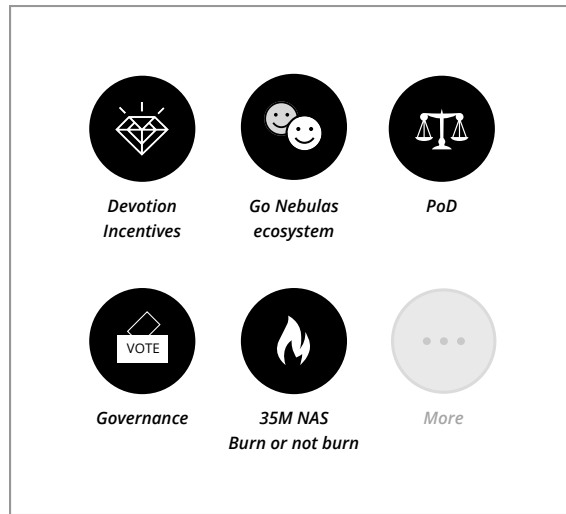 Devotion
Incentives
Go Nebulas
ecosystem
PoD
VOTE
Governance
35M NAS
Burn or not burn
More